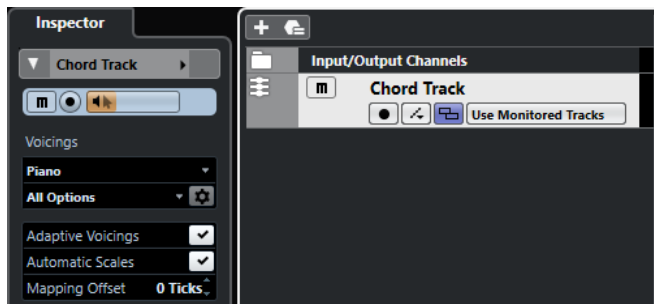 Inspector
Chord Track
m
Voicings
Piano
All Options
Adaptive Voicings
Automatic Scales
Mapping Offset 0 Ticks
Input/Output Channels
m Chord Track
Use Monitored Tracks